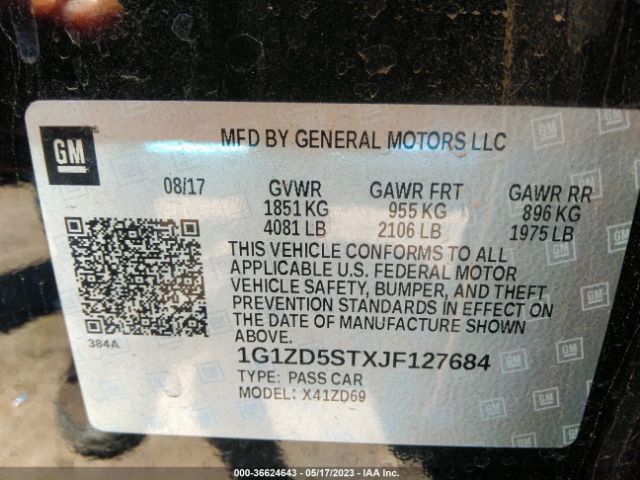 GM
MFD BY GENERAL MOTORS LLC
08/17 GVWR GAWR FRT GAWR RR
1851 KG 955 KG 896 KG
4081 LB 2106 LB 1975 LB
THIS VEHICLE CONFORMS TO ALL
APPLICABLE U.S. FEDERAL MOTOR
VEHICLE SAFETY, BUMPER, AND THEFT
PREVENTION STANDARDS IN EFFECT ON
THE DATE OF MANUFACTURE SHOWN
ABOVE.
384A
1G1ZD5STXJF127684
TYPE: PASS CAR
MODEL: X41ZD69
000-36624643 - 05/17/2023 - IAA Inc.